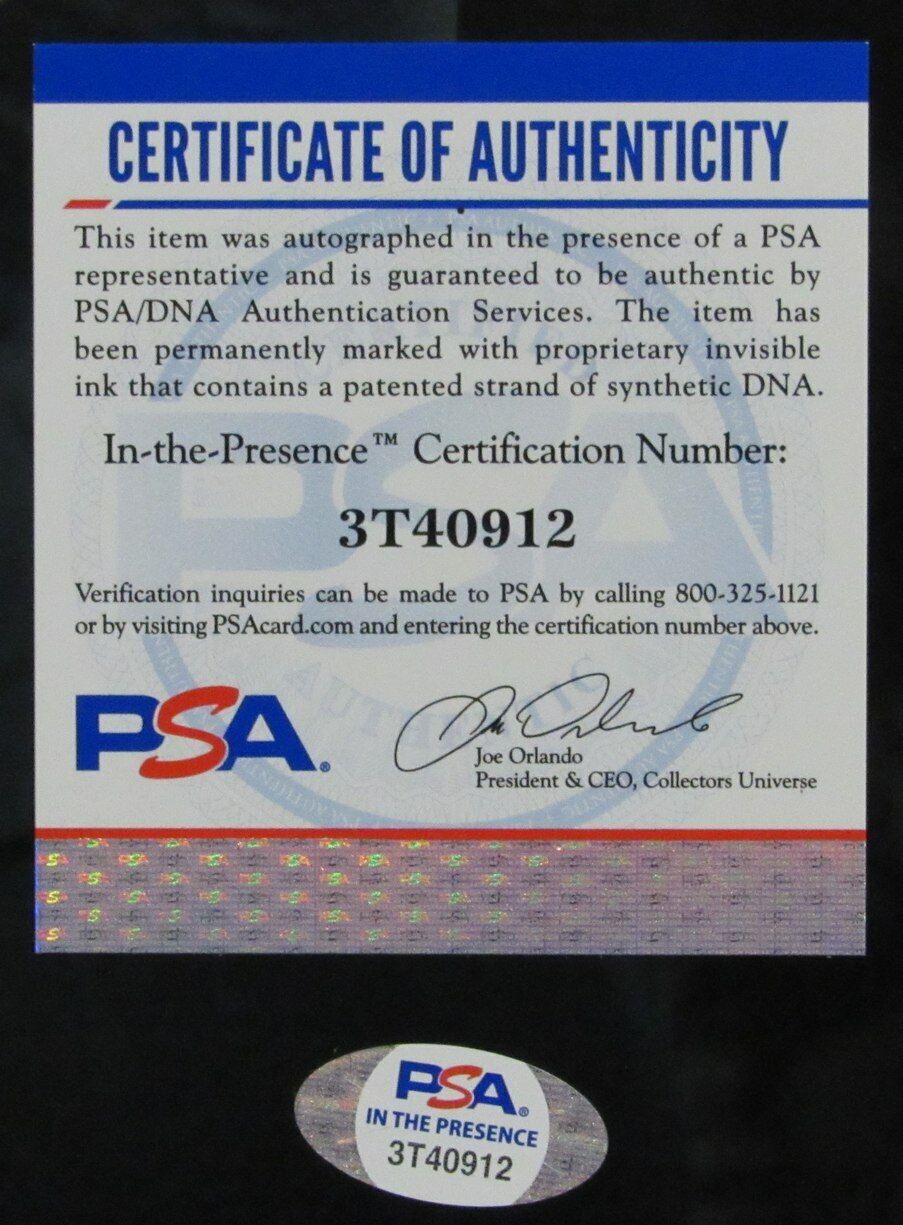 CERTIFICATE OF AUTHENTICITY
This item was autographed in the presence of a PSA
representative and is guaranteed to be authentic by
PSA/DNA Authentication Services. The item has
been permanently marked with proprietary invisible
ink that contains a patented strand of synthetic DNA.
In-the-Presence™ Certification Number:
3T40912
Verification inquiries can be made to PSA by calling 800-325-1121
or by visiting PSAcard.com and entering the certification number above.
PSA®
Joe Orlando
President & CEO, Collectors Universe
PSA®
IN THE PRESENCE
3T40912